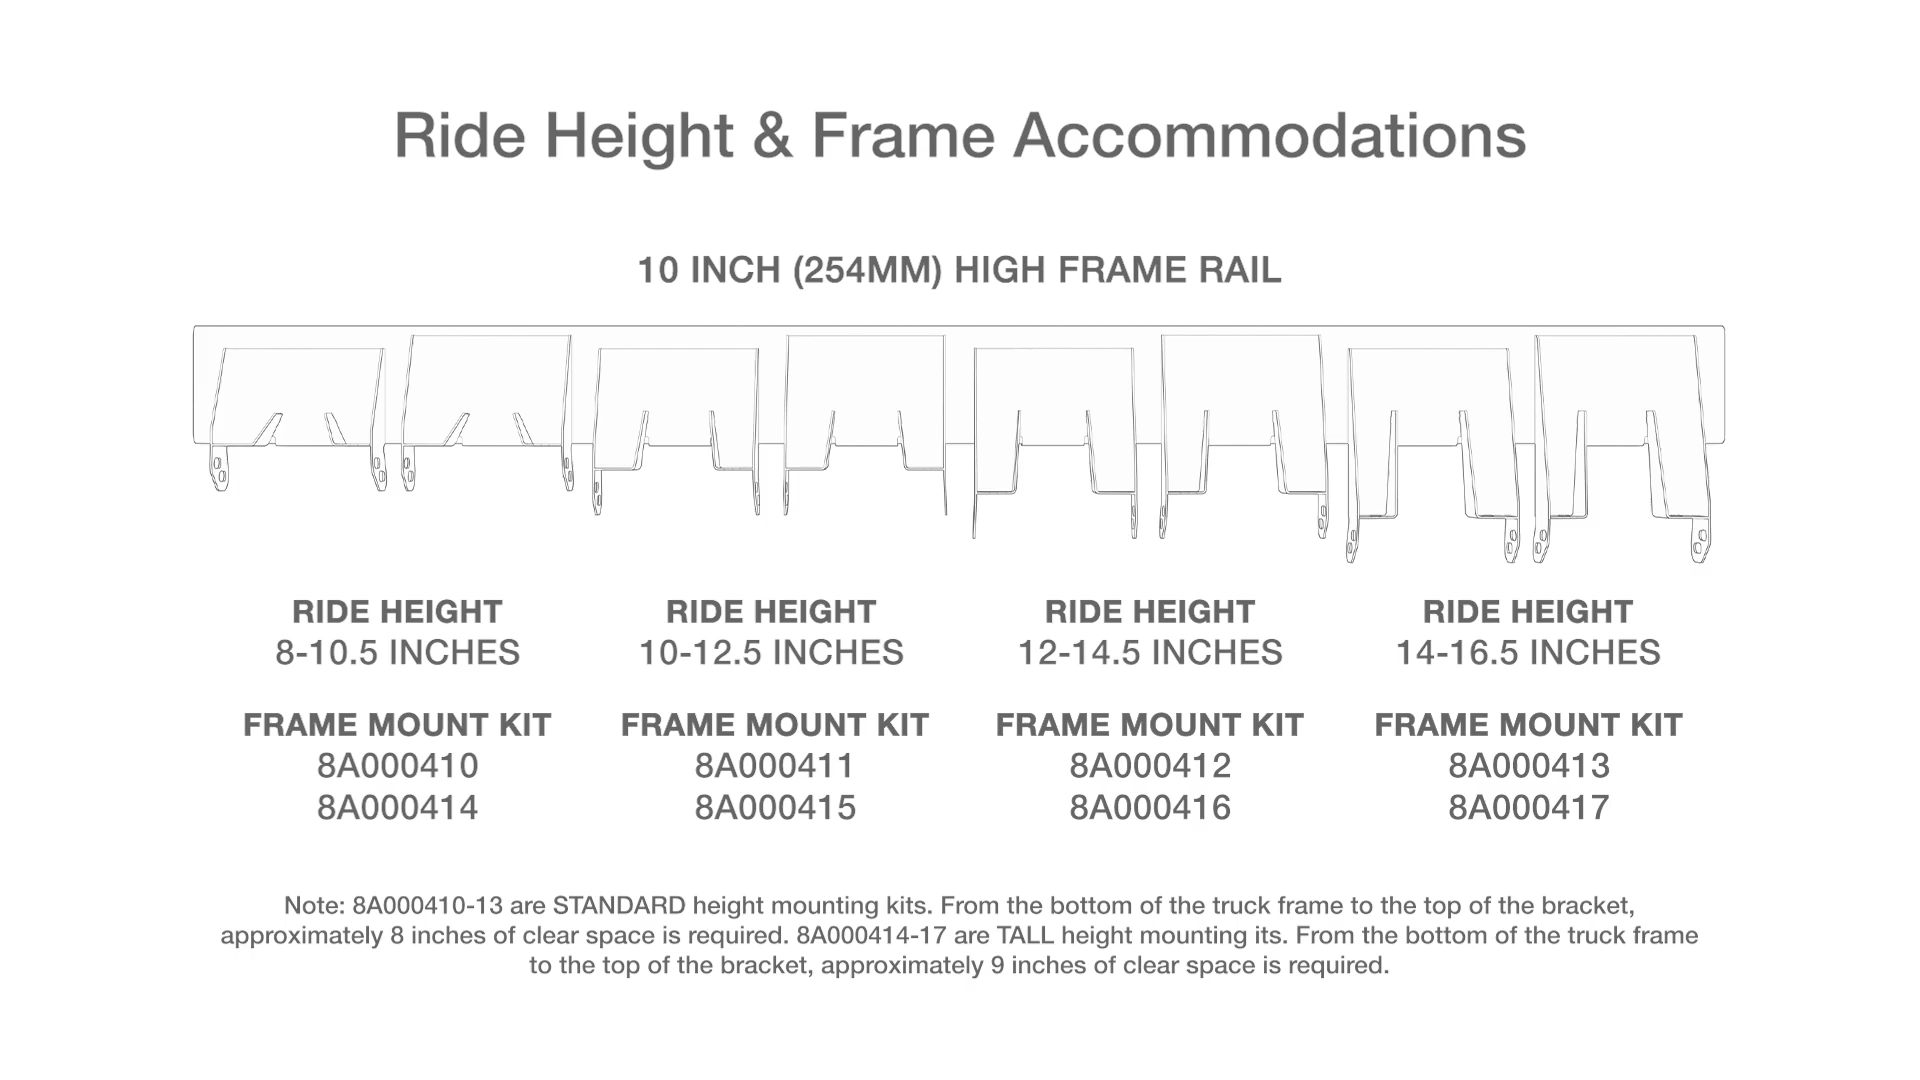 Ride Height & Frame Accommodations
10 INCH (254MM) HIGH FRAME RAIL
RIDE HEIGHT
8-10.5 INCHES
FRAME MOUNT KIT
8A000410
8A000414
RIDE HEIGHT
10-12.5 INCHES
FRAME MOUNT KIT
8A000411
8A000415
RIDE HEIGHT
12-14.5 INCHES
FRAME MOUNT KIT
8A000412
8A000416
RIDE HEIGHT
14-16.5 INCHES
FRAME MOUNT KIT
8A000413
8A000417
Note: 8A000410-13 are STANDARD height mounting kits. From the bottom of the truck frame to the top of the bracket,
approximately 8 inches of clear space is required. 8A000414-17 are TALL height mounting its. From the bottom of the truck frame
to the top of the bracket, approximately 9 inches of clear space is required.